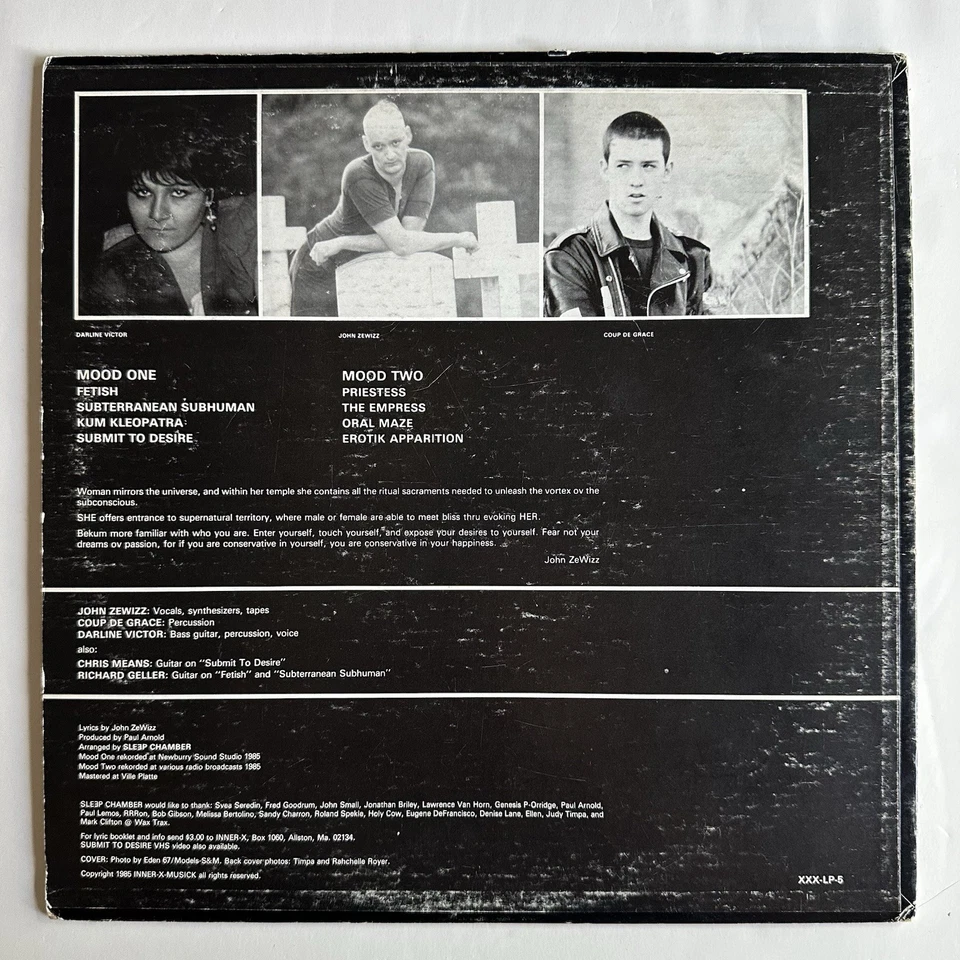 DARLINE VICTOR JOHN ZEWIZZ COUP DE GRACE
MOOD ONE
FETISH
SUBTERRANEAN SUBHUMAN
KUM KLEOPATRA
SUBMIT TO DESIRE
MOOD TWO
PRIESTESS
THE EMPRESS
ORAL MAZE
EROTIK APPARITION
Woman mirrors the universe, and within her temple she contains all the ritual sacraments needed to unleash the vortex ov the
subconscious.
SHE offers entrance to supernatural territory, where male or female are able to meet bliss thru evoking HER.
Bekum more familiar with who you are. Enter yourself, touch yourself, and expose your desires to yourself. Fear not your
dreams ov passion, for if you are conservative in yourself, you are conservative in your happiness.
John ZeWizz
JOHN ZEWIZZ: Vocals, synthesizers, tapes
COUP DE GRACE: Percussion
DARLINE VICTOR: Bass guitar, percussion, voice
also:
CHRIS MEANS: Guitar on "Submit To Desire"
RICHARD GELLER: Guitar on "Fetish" and "Subterranean Subhuman"
Lyrics by John ZeWizz
Produced by Paul Arnold
Arranged by SLEƎP CHAMBER
Mood One rekorded at Newburry Sound Studio 1985
Mood Two rekorded at various radio broadcasts 1985
Mastered at Ville Platte
SLEƎP CHAMBER would like to thank: Svea Seredin, Fred Goodrum, John Small, Jonathan Briley, Lawrence Van Horn, Genesis P-Orridge, Paul Arnold,
Paul Lemos, RRRon, Bob Gibson, Melissa Bertolino, Sandy Charron, Roland Spekle, Holy Cow, Eugene DeFrancisco, Denise Lane, Ellen, Judy Timpa, and
Mark Clifton @ Wax Trax.
For lyric booklet and info send $3.00 to INNER-X, Box 1060, Allston, Ma. 02134.
SUBMIT TO DESIRE VHS video also available.
COVER: Photo by Eden 67/Models-S&M. Back cover photos: Timpa and Rahchelle Royer.
Copyright 1985 INNER-X-MUSICK all rights reserved.
XXX-LP-5